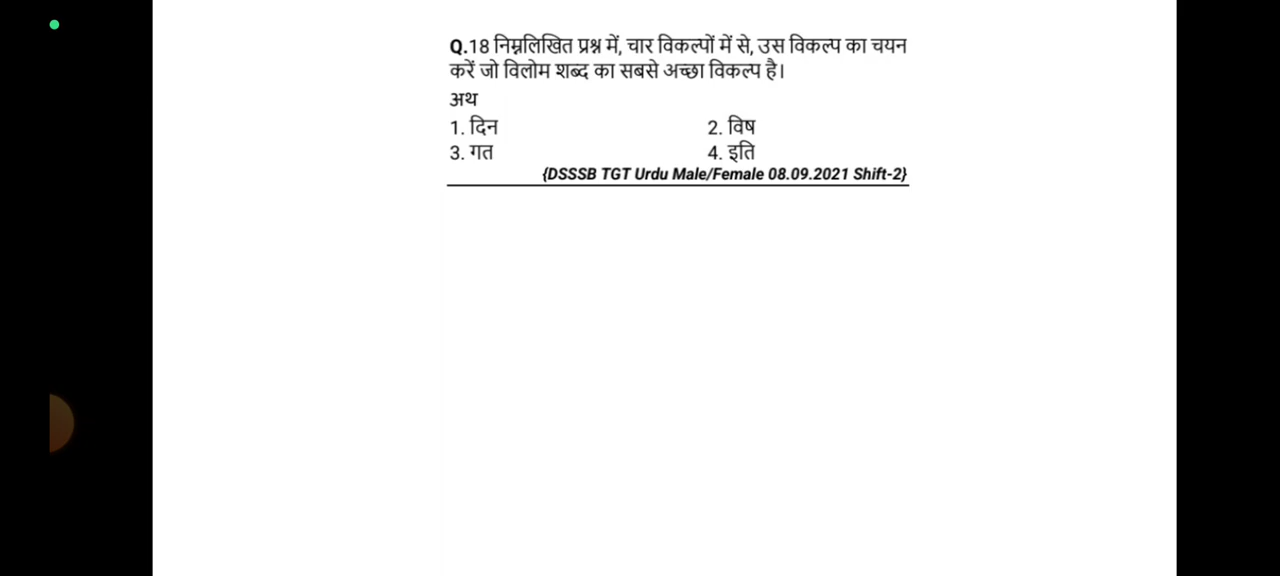 Q.18 निम्नलिखित प्रश्न में, चार विकल्पों में से, उस विकल्प का चयन
करें जो विलोम शब्द का सबसे अच्छा विकल्प है।
अथ
1. दिन 2. विष
3. गत 4. इति
{DSSSB TGT Urdu Male/Female 08.09.2021 Shift-2}